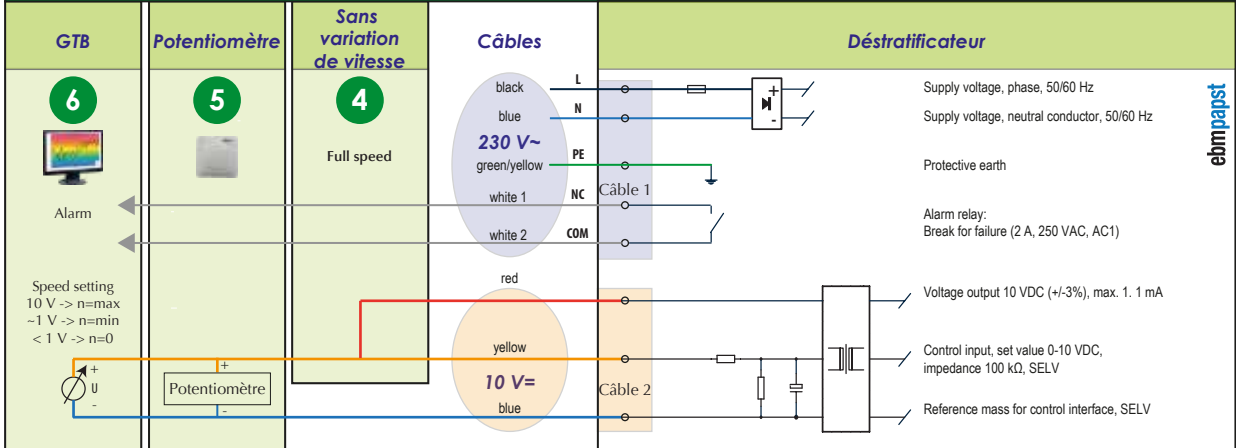 GTB
Potentiomètre
Sans
variation
de vitesse
Câbles
Déstratificateur
6
5
4
Full speed
Alarm
Speed setting
10 V -> n=max
~1 V -> n=min
< 1 V -> n=0
+
U
-
+
Potentiomètre
-
black
L
blue
N
230 V~
green/yellow
PE
white 1
NC
white 2
COM
Câble 1
red
yellow
10 V=
blue
Câble 2
+
-
Supply voltage, phase, 50/60 Hz
Supply voltage, neutral conductor, 50/60 Hz
Protective earth
Alarm relay:
Break for failure (2 A, 250 VAC, AC1)
Voltage output 10 VDC (+/-3%), max. 1. 1 mA
Control input, set value 0-10 VDC,
impedance 100 kΩ, SELV
Reference mass for control interface, SELV
ebmpapst